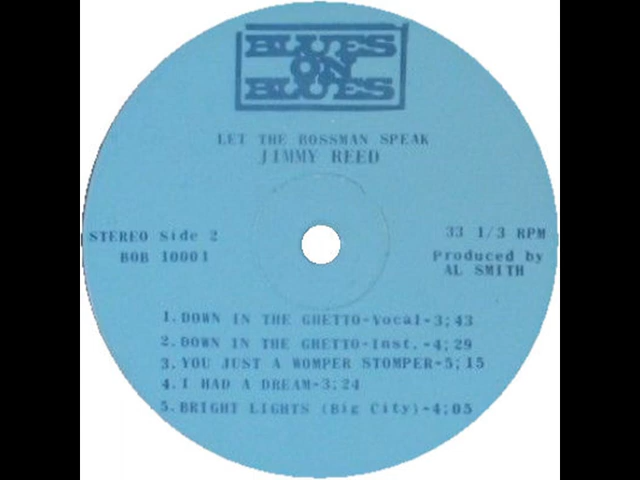 BLUES
ON
BLUES
LET THE BOSSMAN SPEAK
JIMMY REED
STEREO Side 2
BOB 10001
33 1/3 RPM
Produced by
AL SMITH
1. DOWN IN THE GHETTO-Vocal-3;43
2. DOWN IN THE GHETTO-Inst.-4;29
3. YOU JUST A WOMPER STOMPER-5;15
4. I HAD A DREAM-3;24
5. BRIGHT LIGHTS (Big City)-4;05